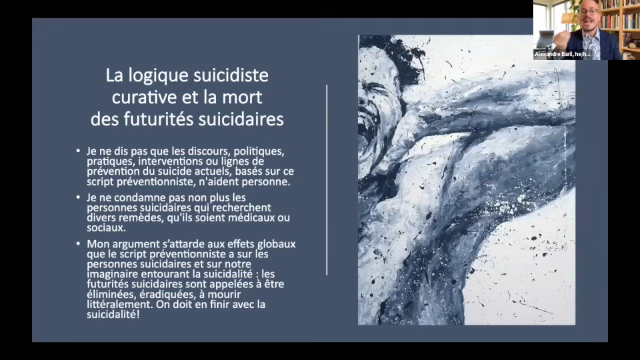 La logique suicidiste
curative et la mort
des futurités suicidaires
• Je ne dis pas que les discours, politiques,
pratiques, interventions ou lignes de
prévention du suicide actuels, basés sur ce
script préventionniste, n'aident personne.
• Je ne condamne pas non plus les
personnes suicidaires qui recherchent
divers remèdes, qu'ils soient médicaux ou
sociaux.
• Mon argument s'attarde aux effets globaux
que le script préventionniste a sur les
personnes suicidaires et sur notre
imaginaire entourant la suicidalité : les
futurités suicidaires sont appelées à être
éliminées, éradiquées, à mourir
littéralement. On doit en finir avec la
suicidalité!
Alexandre Baril, he/h...